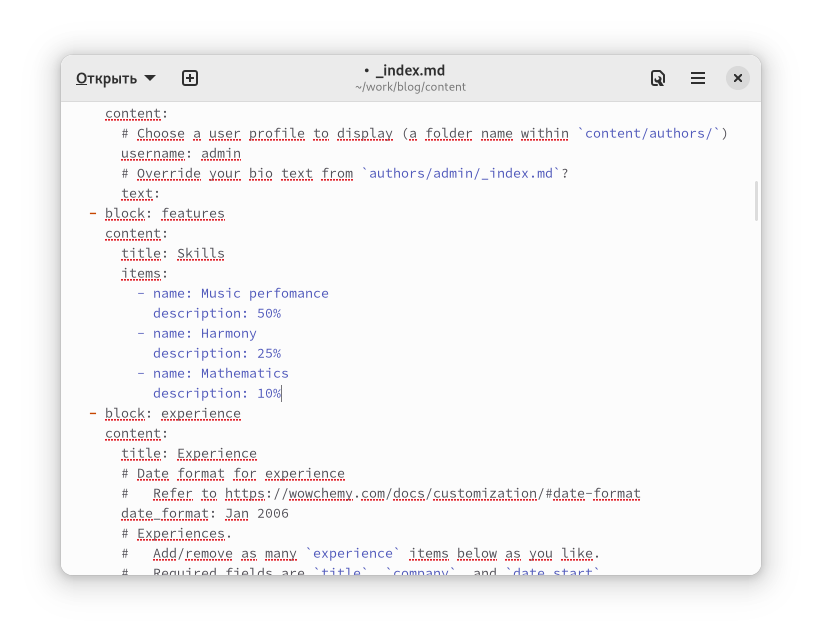 Открыть
• _index.md
~/work/blog/content
content:
# Choose a user profile to display (a folder name within `content/authors/`)
username: admin
# Override your bio text from `authors/admin/_index.md`?
text:
- block: features
content:
title: Skills
items:
- name: Music perfomance
description: 50%
- name: Harmony
description: 25%
- name: Mathematics
description: 10%
- block: experience
content:
title: Experience
# Date format for experience
#   Refer to https://wowchemy.com/docs/customization/#date-format
date_format: Jan 2006
# Experiences.
#   Add/remove as many `experience` items below as you like.
#   Required fields are `title`, `company`, and `date_start`